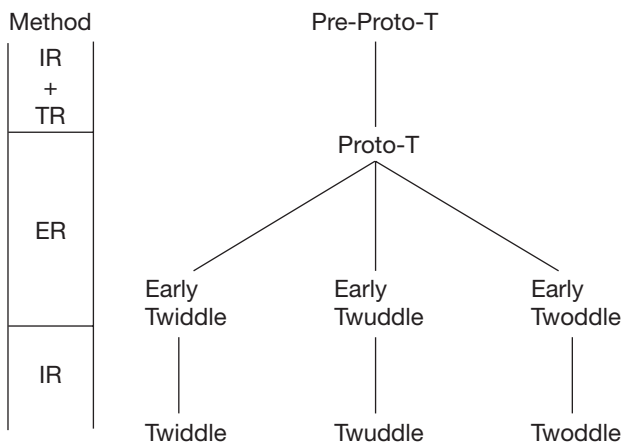 Method Pre-Proto-T
IR
+
TR
Proto-T
ER
Early Early Early
Twiddle Twuddle Twoddle
IR
Twiddle Twuddle Twoddle